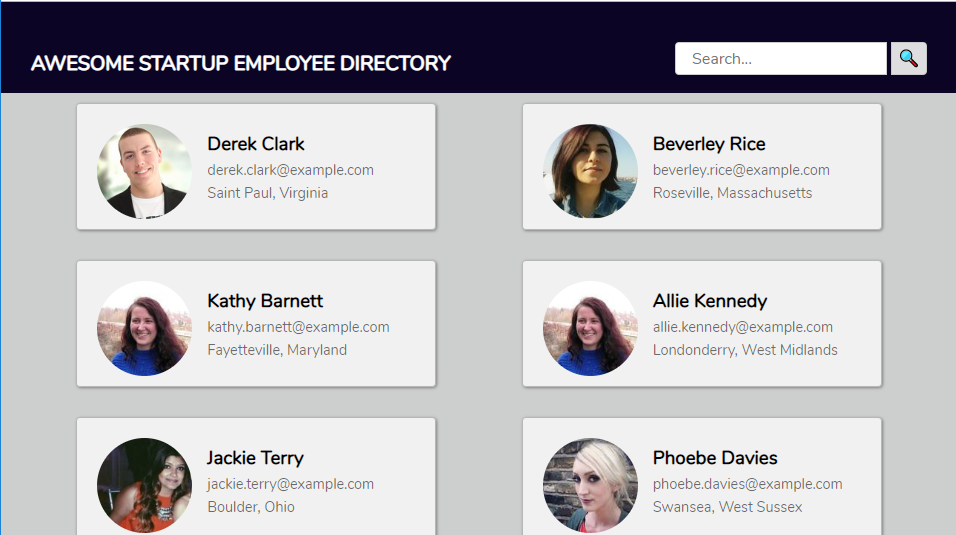 AWESOME STARTUP EMPLOYEE DIRECTORY
Search...
Derek Clark
derek.clark@example.com
Saint Paul, Virginia
Beverley Rice
beverley.rice@example.com
Roseville, Massachusetts
Kathy Barnett
kathy.barnett@example.com
Fayetteville, Maryland
Allie Kennedy
allie.kennedy@example.com
Londonderry, West Midlands
Jackie Terry
jackie.terry@example.com
Boulder, Ohio
Phoebe Davies
phoebe.davies@example.com
Swansea, West Sussex